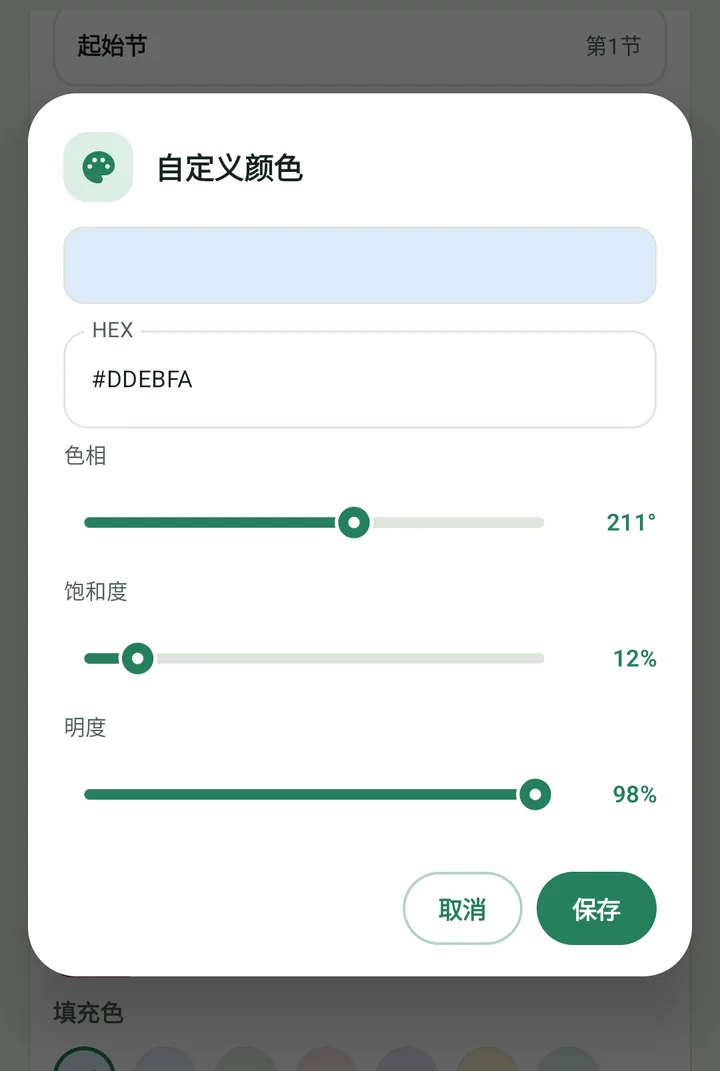 起始节
第1节
自定义颜色
HEX
#DDEBFA
色相
211°
饱和度
12%
明度
98%
取消
保存
填充色